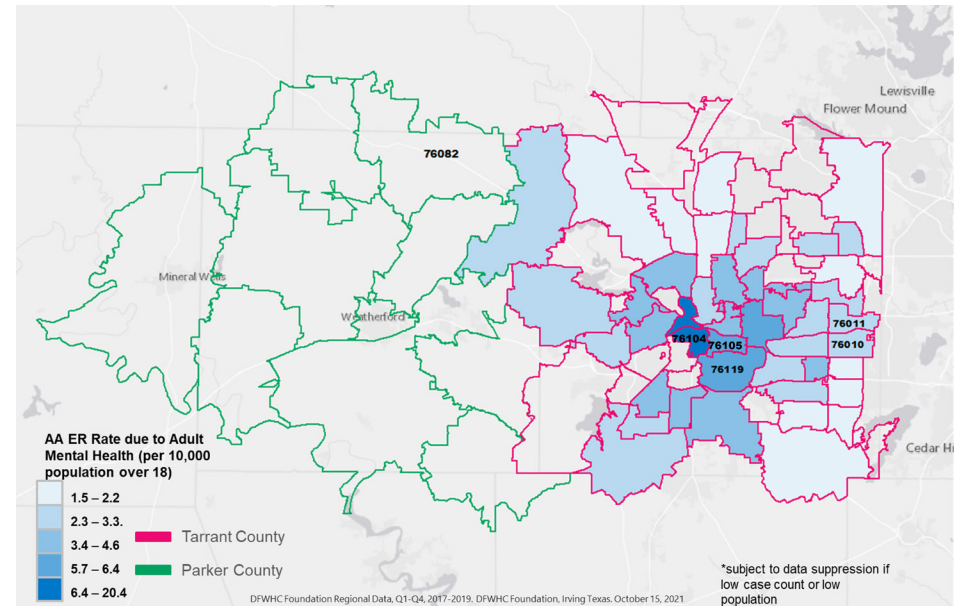 Lewisville
Flower Mound
76082
Mineral Wells
Weatherford
76011
76104
76105
76010
76119
Cedar Hi
AA ER Rate due to Adult
Mental Health (per 10,000
population over 18)
1.5 – 2.2
2.3 – 3.3.
3.4 – 4.6
5.7 – 6.4
6.4 – 20.4
Tarrant County
Parker County
*subject to data suppression if
low case count or low
population
DFWHC Foundation Regional Data, Q1-Q4, 2017-2019. DFWHC Foundation, Irving Texas. October 15, 2021